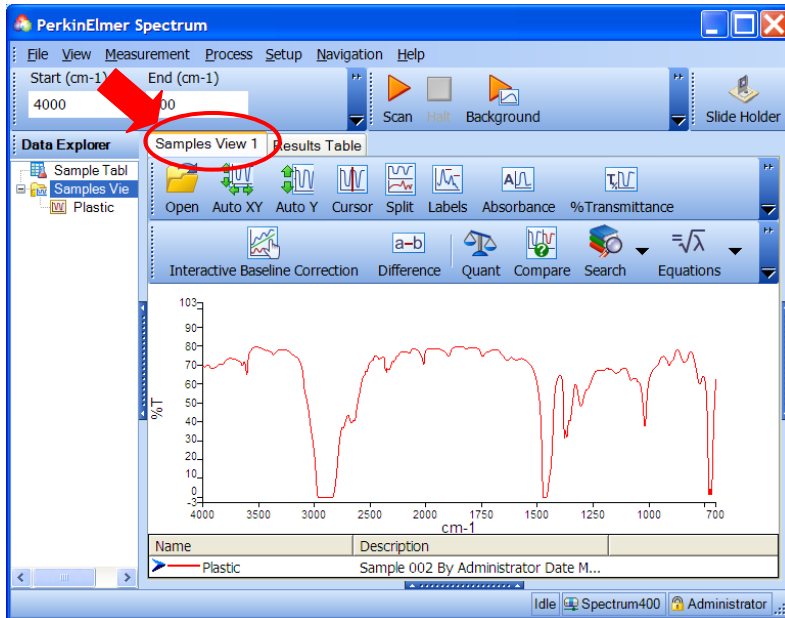 PerkinElmer Spectrum
File View Measurement Process Setup Navigation Help
Start (cm-1) End (cm-1)
4000
Scan Halt Background Slide Holder
Data Explorer
Samples View 1 Results Table
Sample Tabl
Samples Vie
Plastic
Open Auto XY Auto Y Cursor Split Labels Absorbance %Transmittance
Interactive Baseline Correction Difference Quant Compare Search Equations
103
90
80
70
60
50
40
30
20
10
0
-3
%T
4000 3500 3000 2500 2000 1750 1500 1250 1000 700
cm-1
Name Description
Plastic Sample 002 By Administrator Date M...
Idle Spectrum400 Administrator